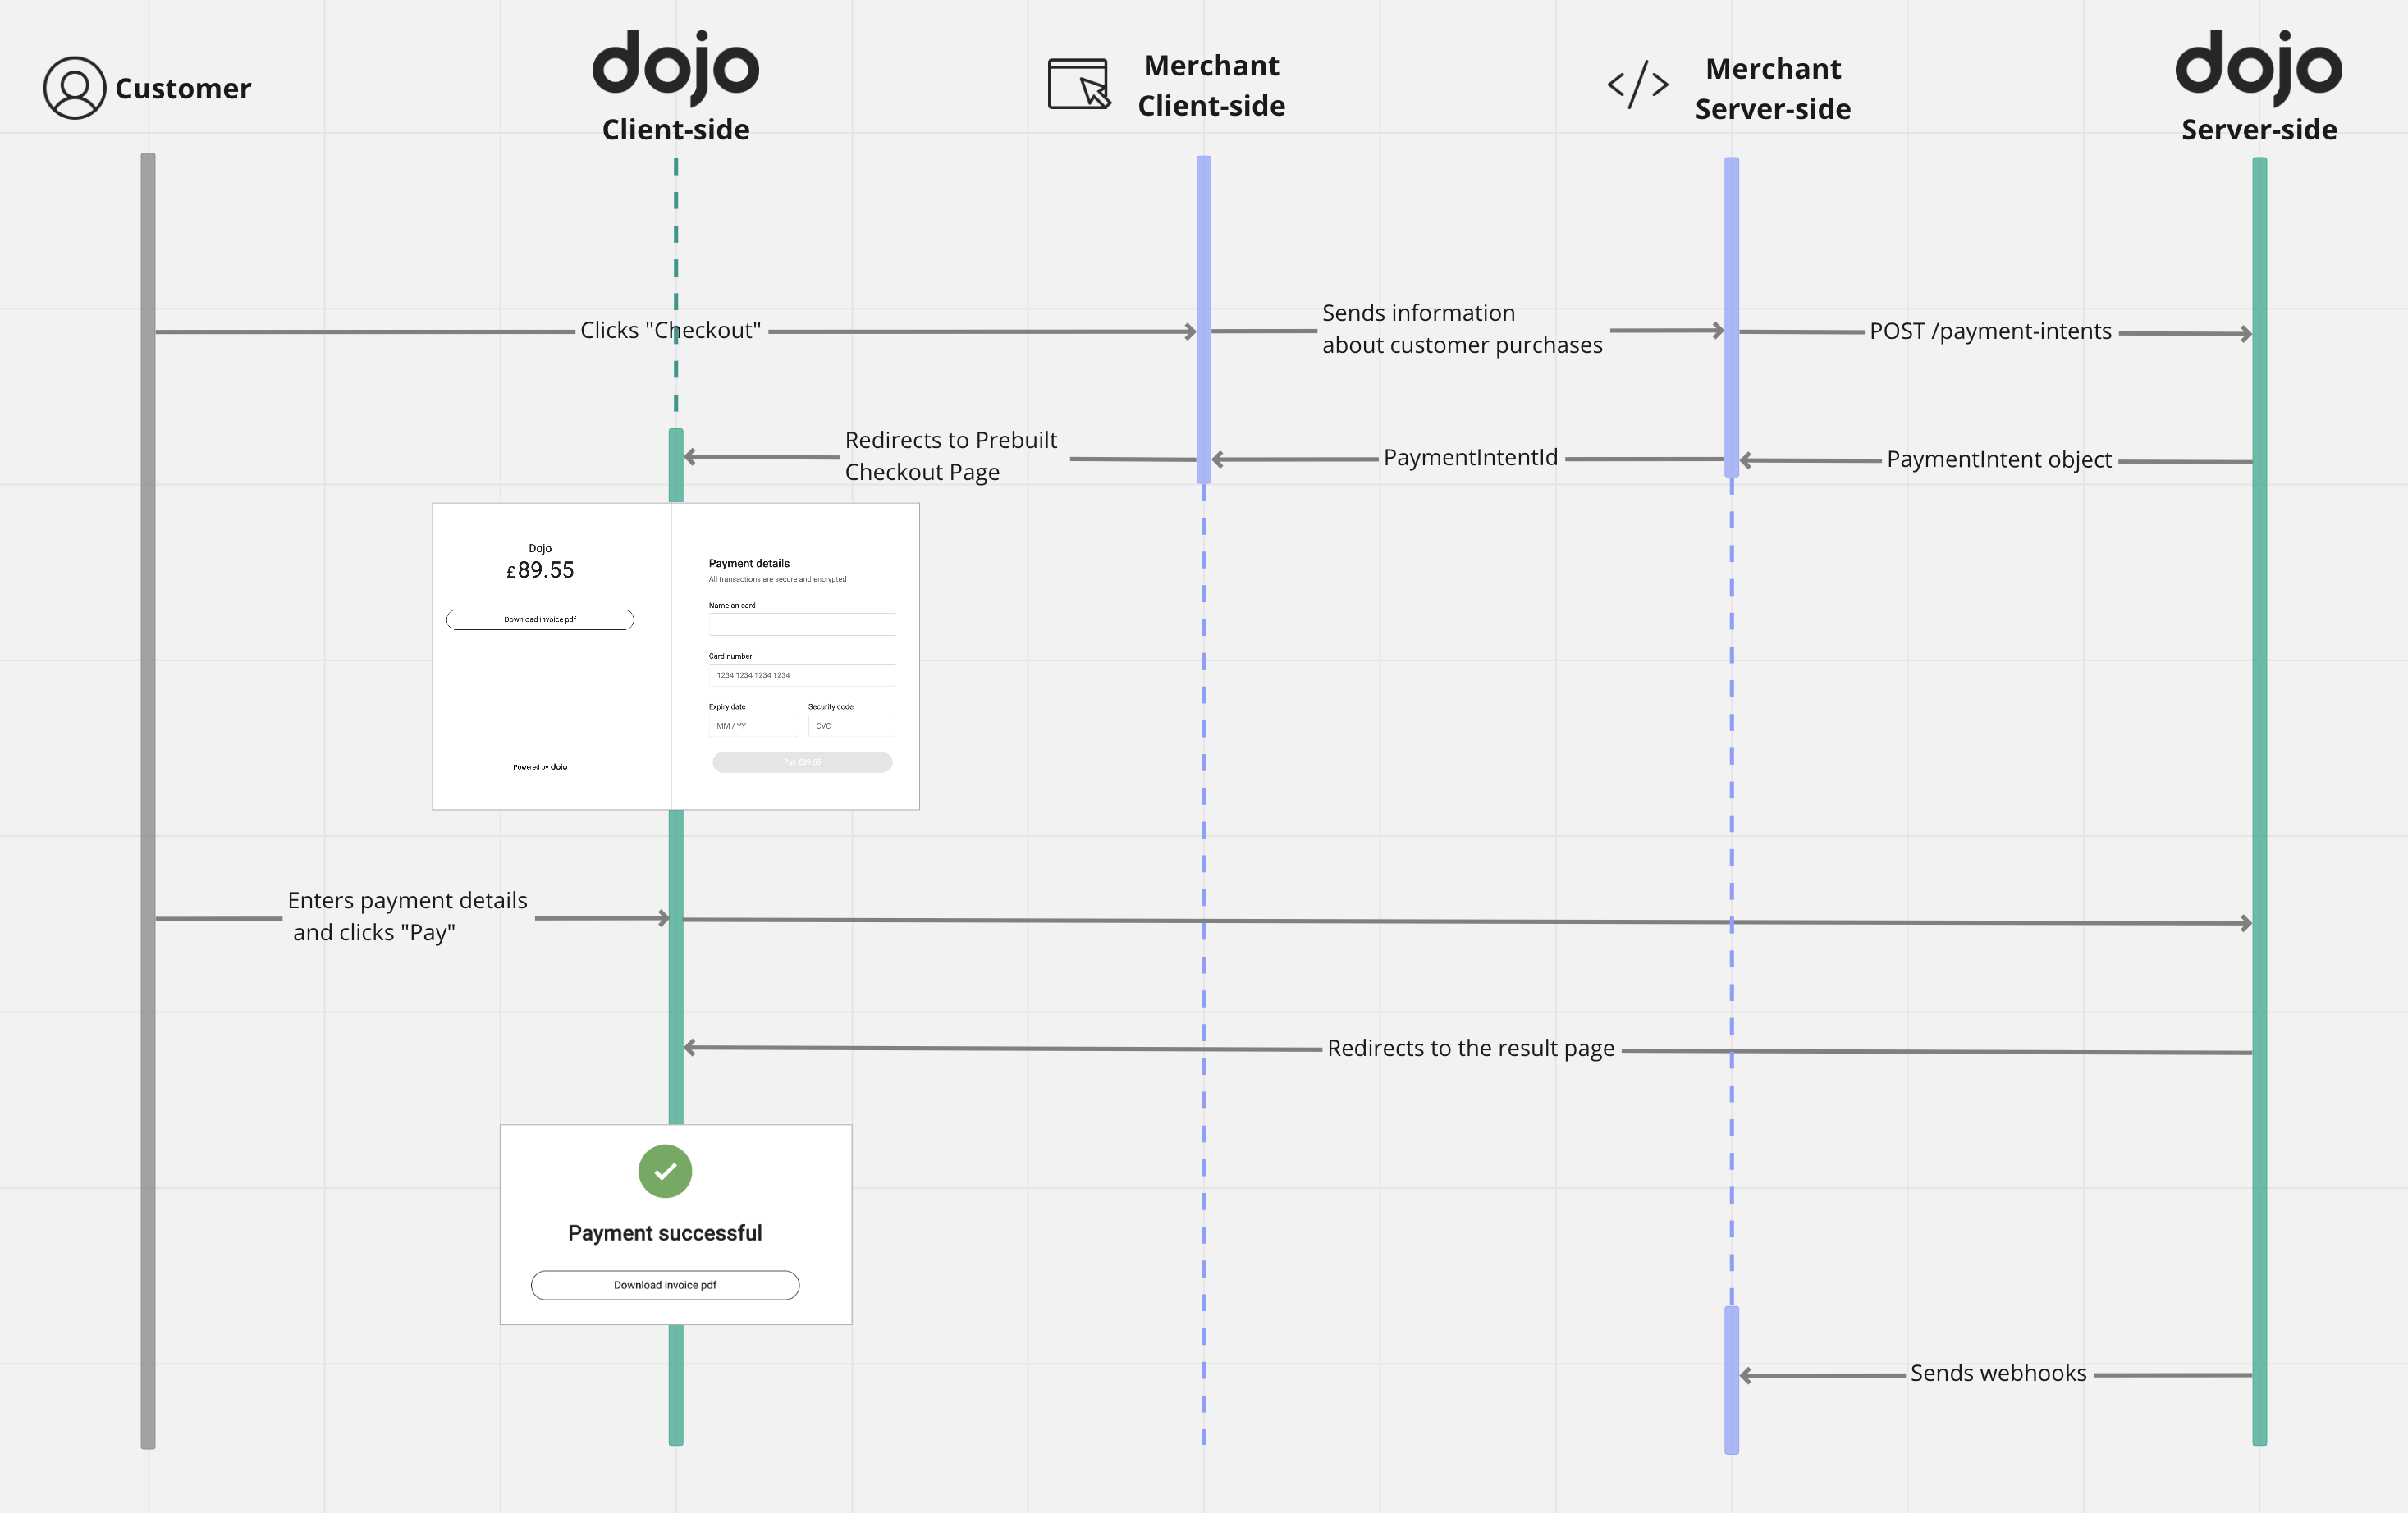 Customer
dojo
Client-side
Merchant
Client-side
</>
Merchant
Server-side
dojo
Server-side
Clicks "Checkout"
Sends information
about customer purchases
POST /payment-intents
Redirects to Prebuilt
Checkout Page
PaymentIntentId
PaymentIntent object
Dojo
£89.55
Download invoice pdf
Powered by dojo
Payment details
All transactions are secure and encrypted
Name on card
Card number
1234 1234 1234 1234
Expiry date
Security code
MM / YY
CVC
Pay £89.55
Enters payment details
and clicks "Pay"
Redirects to the result page
Payment successful
Download invoice pdf
Sends webhooks